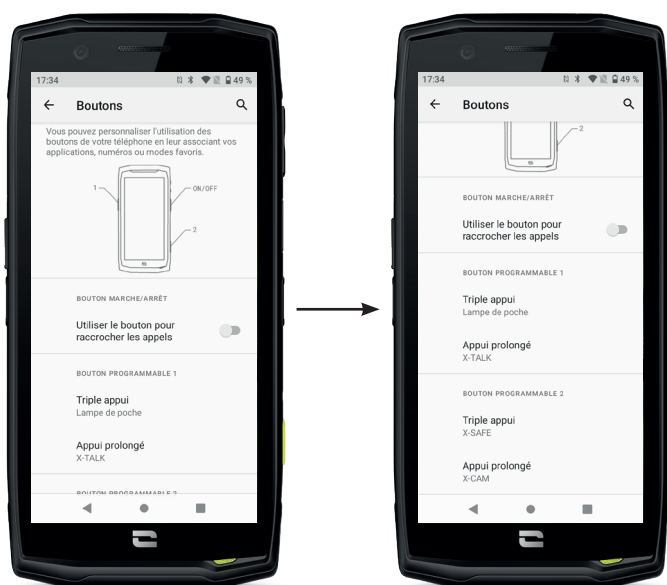 17:34 49 %
Boutons
Vous pouvez personnaliser l'utilisation des
boutons de votre téléphone en leur associant vos
applications, numéros ou modes favoris.
1 ON/OFF
2
BOUTON MARCHE/ARRÊT
Utiliser le bouton pour
raccrocher les appels
BOUTON PROGRAMMABLE 1
Triple appui
Lampe de poche
Appui prolongé
X-TALK
BOUTON PROGRAMMABLE 2
17:34 49 %
Boutons
2
BOUTON MARCHE/ARRÊT
Utiliser le bouton pour
raccrocher les appels
BOUTON PROGRAMMABLE 1
Triple appui
Lampe de poche
Appui prolongé
X-TALK
BOUTON PROGRAMMABLE 2
Triple appui
X-SAFE
Appui prolongé
X-CAM